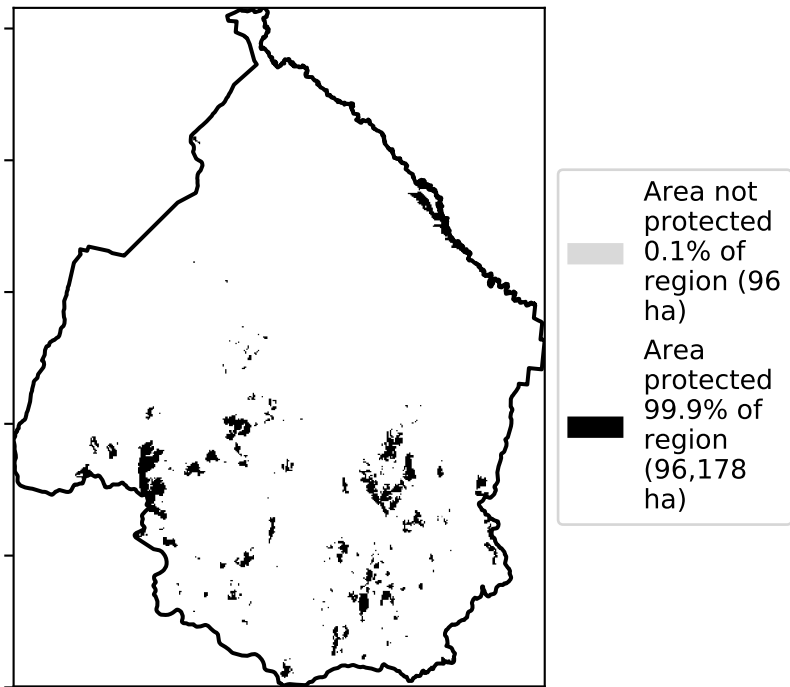 Area not
protected
0.1% of
region (96
ha)
Area
protected
99.9% of
region
(96,178
ha)